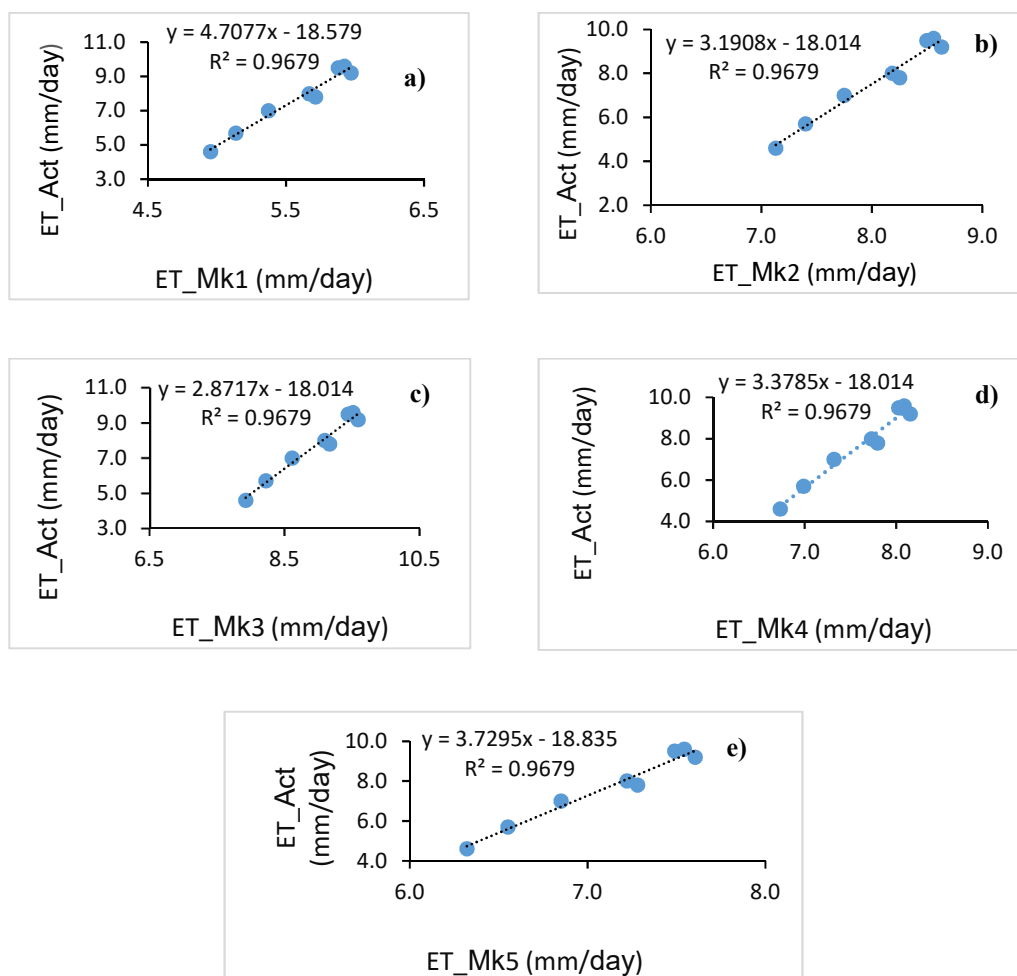 y = 4.7077x - 18.579
R² = 0.9679
a)
11.0
9.0
7.0
5.0
3.0
4.5 5.5 6.5
ET_Act (mm/day)
ET_Mk1 (mm/day)
y = 3.1908x - 18.014
R² = 0.9679
b)
10.0
8.0
6.0
4.0
2.0
6.0 7.0 8.0 9.0
ET_Act (mm/day)
ET_Mk2 (mm/day)
y = 2.8717x - 18.014
R² = 0.9679
c)
11.0
9.0
7.0
5.0
3.0
6.5 8.5 10.5
ET_Act (mm/day)
ET_Mk3 (mm/day)
y = 3.3785x - 18.014
R² = 0.9679
d)
10.0
8.0
6.0
4.0
6.0 7.0 8.0 9.0
ET_Act (mm/day)
ET_Mk4 (mm/day)
y = 3.7295x - 18.835
R² = 0.9679
e)
10.0
8.0
6.0
4.0
6.0 7.0 8.0
ET_Act
(mm/day)
ET_Mk5 (mm/day)